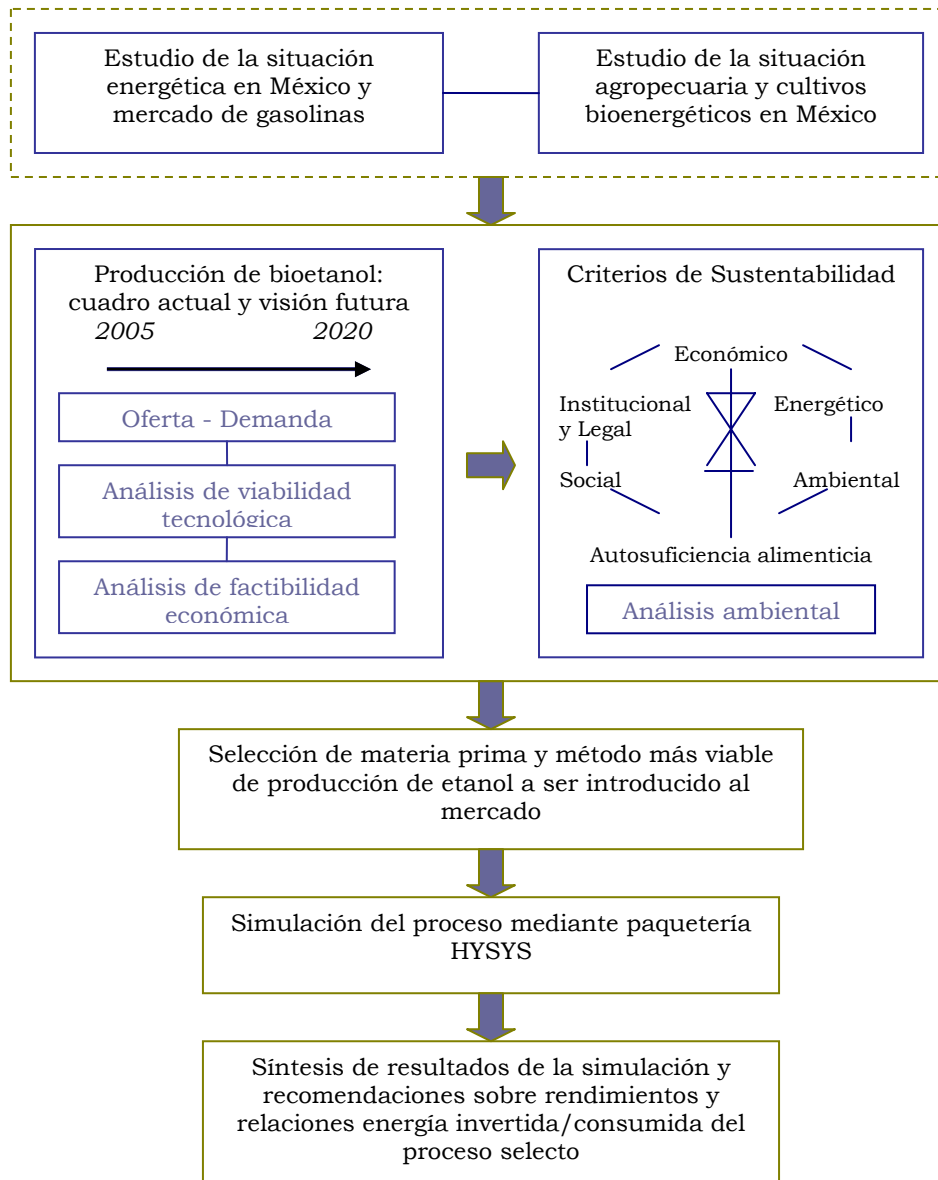 Estudio de la situación
energética en México y
mercado de gasolinas
Estudio de la situación
agropecuaria y cultivos
bioenergéticos en México
Producción de bioetanol:
cuadro actual y visión futura
2005 2020
Oferta - Demanda
Análisis de viabilidad
tecnológica
Análisis de factibilidad
económica
Criterios de Sustentabilidad
Económico
Institucional
y Legal
Energético
Social
Ambiental
Autosuficiencia alimenticia
Análisis ambiental
Selección de materia prima y método más viable
de producción de etanol a ser introducido al
mercado
Simulación del proceso mediante paquetería
HYSYS
Síntesis de resultados de la simulación y
recomendaciones sobre rendimientos y
relaciones energía invertida/consumida del
proceso selecto